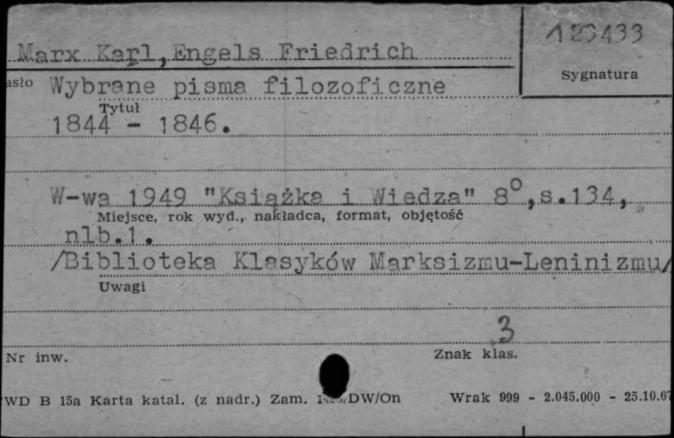 Marx Karl, Engels Friedrich
Sygnatura
asło Wybrane pisma filozoficzne
Tytuł
1844 - 1846.
W-wa 1949 "Książka i Wiedza" 8°, s.134,
Miejsce, rok wyd., nakładca, format, objętość
nlb.1.
/Biblioteka Klasyków Marksizmu-Leninizmu/
Uwagi
3
Nr inw.
Znak klas.
WD B 15a Karta katal. (z nadr.) Zam. DW/On Wrak 999 - 2.045.000 - 25.10.67